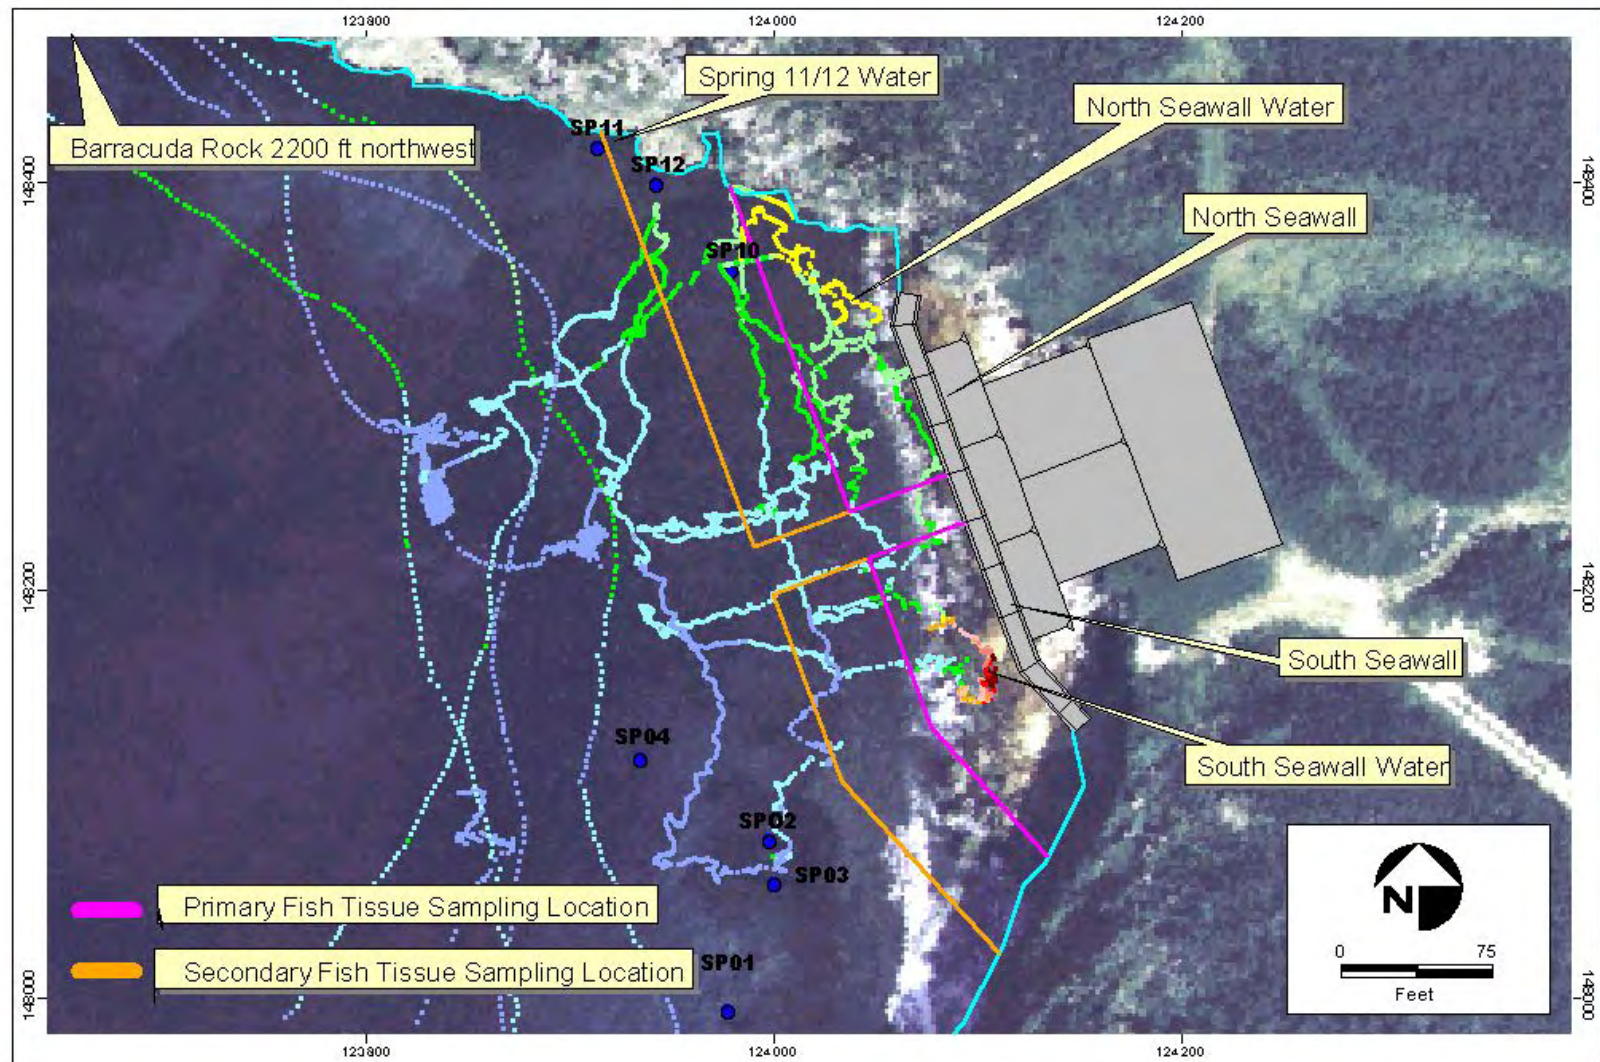 123800
124000
124200
Spring 11/12 Water
North Seawall Water
Barracuda Rock 2200 ft northwest
SP11
SP12
148400
148400
North Seawall
SP10
148200
148200
South Seawall
SP04
South Seawall Water
SP02
SP03
Primary Fish Tissue Sampling Location
N
0 75
Feet
Secondary Fish Tissue Sampling Location
SP01
148000
148000
123800
124000
124200